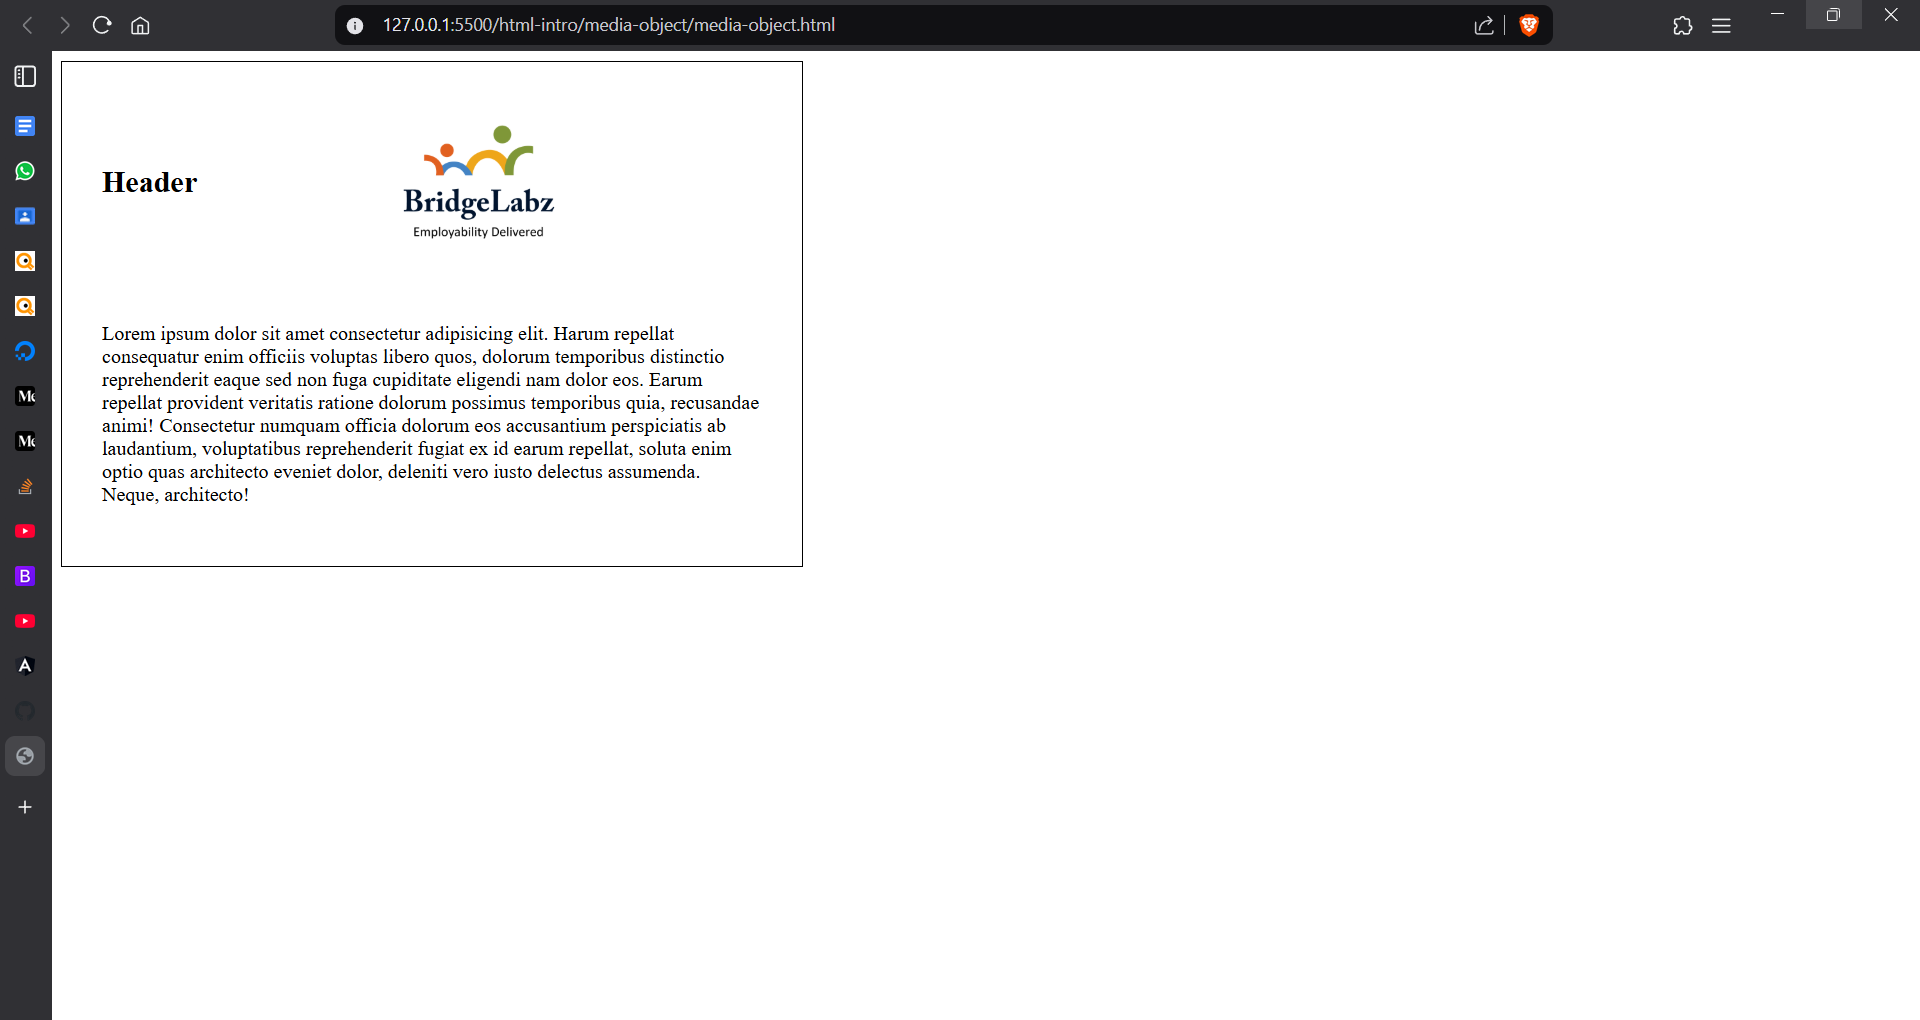 127.0.0.1:5500/html-intro/media-object/media-object.html
Header
BridgeLabz
Employability Delivered
Lorem ipsum dolor sit amet consectetur adipisicing elit. Harum repellat
consequatur enim officiis voluptas libero quos, dolorum temporibus distinctio
reprehenderit eaque sed non fuga cupiditate eligendi nam dolor eos. Earum
repellat provident veritatis ratione dolorum possimus temporibus quia, recusandae
animi! Consectetur numquam officia dolorum eos accusantium perspiciatis ab
laudantium, voluptatibus reprehenderit fugiat ex id earum repellat, soluta enim
optio quas architecto eveniet dolor, deleniti vero iusto delectus assumenda.
Neque, architecto!
B
A